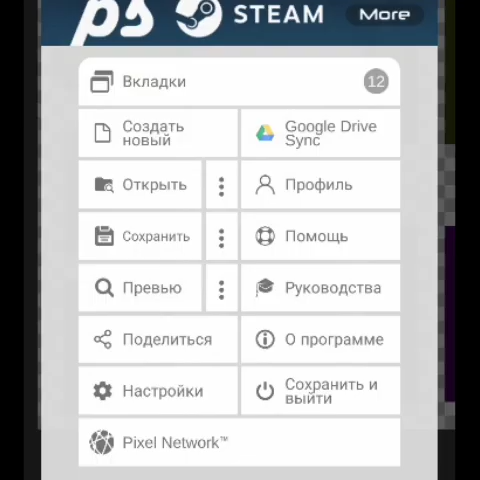 ps STEAM More
Вкладки 12
Создать
новый
Google Drive
Sync
Открыть
Профиль
Сохранить
Помощь
Превью
Руководства
Поделиться
О программе
Настройки
Сохранить и
выйти
Pixel Network™